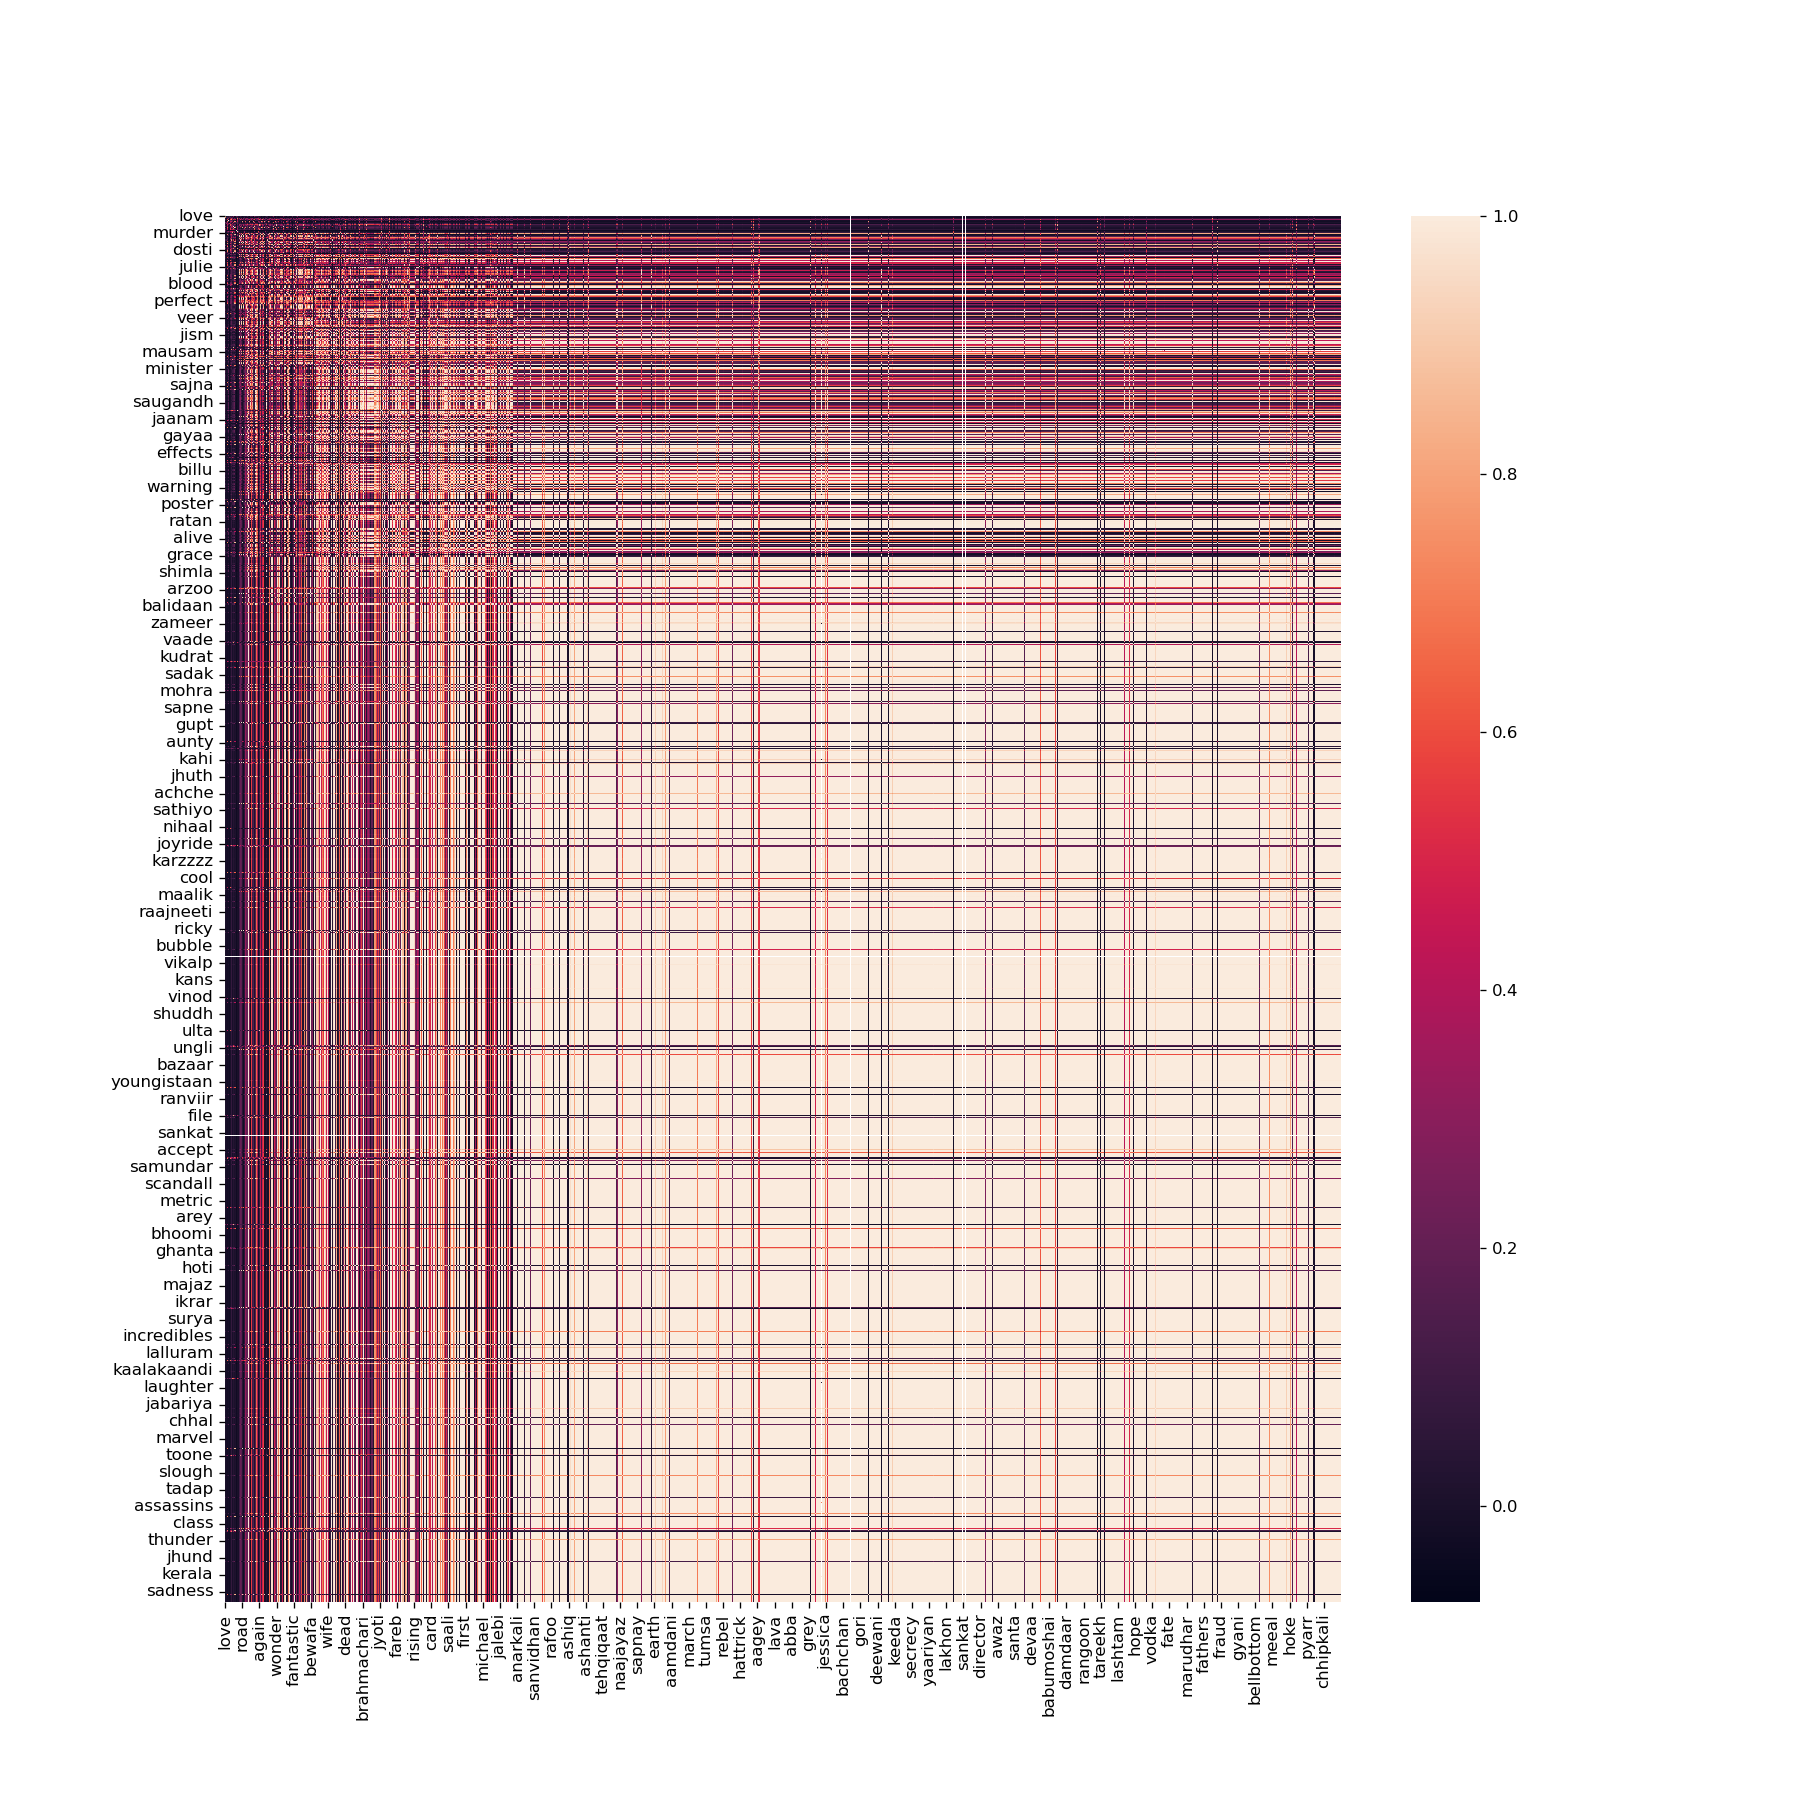 love
murder
dosti
julie
blood
perfect
veer
jism
mausam
minister
sajna
saugandh
jaanam
gayaa
effects
billu
warning
poster
ratan
alive
grace
shimla
arzoo
balidaan
zameer
vaade
kudrat
sadak
mohra
sapne
gupt
aunty
kahi
jhuth
achche
sathiyo
nihaal
joyride
karzzzz
cool
maalik
raajneeti
ricky
bubble
vikalp
kans
vinod
shuddh
ulta
ungli
bazaar
youngistaan
ranviir
file
sankat
accept
samundar
scandall
metric
arey
bhoomi
ghanta
hoti
majaz
ikrar
surya
incredibles
lalluram
kaalakaandi
laughter
jabariya
chhal
marvel
toone
slough
tadap
assassins
class
thunder
jhund
kerala
sadness
love
road
again
wonder
fantastic
bewafa
wife
dead
brahmachari
jyoti
fareb
rising
card
saali
first
michael
jalebi
anarkali
sanvidhan
rafoo
ashiq
ashanti
tehqiqaat
naajayaz
sapnay
earth
aamdani
march
tumsa
rebel
hattrick
aagey
lava
abba
grey
jessica
bachchan
gori
deewani
keeda
secrecy
yaariyan
lakhon
sankat
director
awaz
santa
devaa
babumoshai
damdaar
rangoon
tareekh
lashtam
hope
vodka
fate
marudhar
fathers
fraud
gyani
bellbottom
meeal
hoke
pyarr
chhipkali
1.0
0.8
0.6
0.4
0.2
0.0